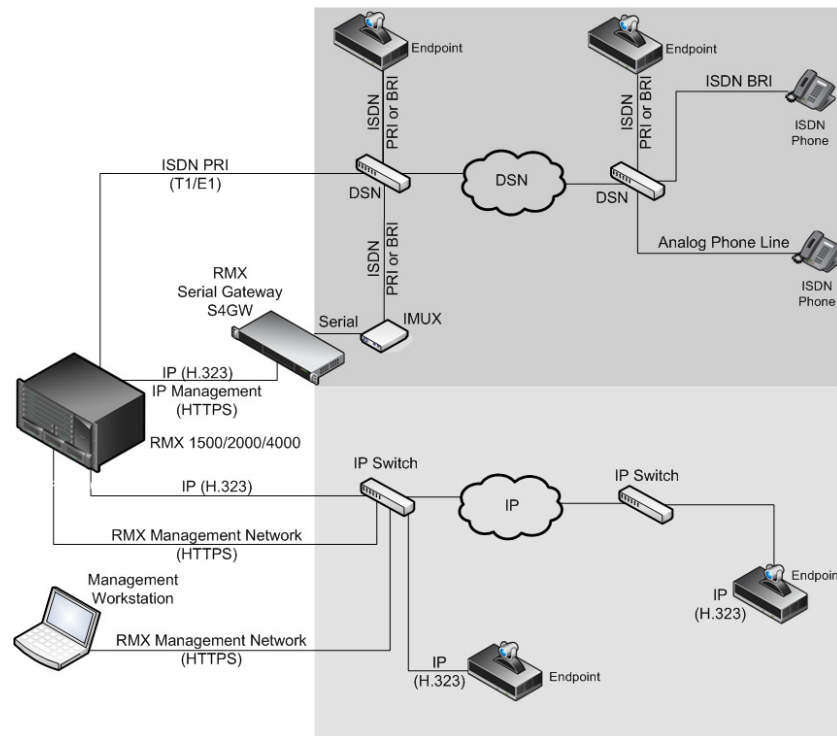 Endpoint
Endpoint
ISDN
PRI or BRI
ISDN
PRI or BRI
ISDN BRI
ISDN
Phone
ISDN PRI
(T1/E1)
DSN
DSN
DSN
Analog Phone Line
ISDN
Phone
ISDN
PRI or BRI
RMX
Serial Gateway
S4GW
Serial
IMUX
IP (H.323)
IP Management
(HTTPS)
RMX 1500/2000/4000
IP Switch
IP Switch
IP (H.323)
IP
RMX Management Network
(HTTPS)
Management
Workstation
Endpoint
IP
(H.323)
RMX Management Network
(HTTPS)
IP
(H.323)
Endpoint